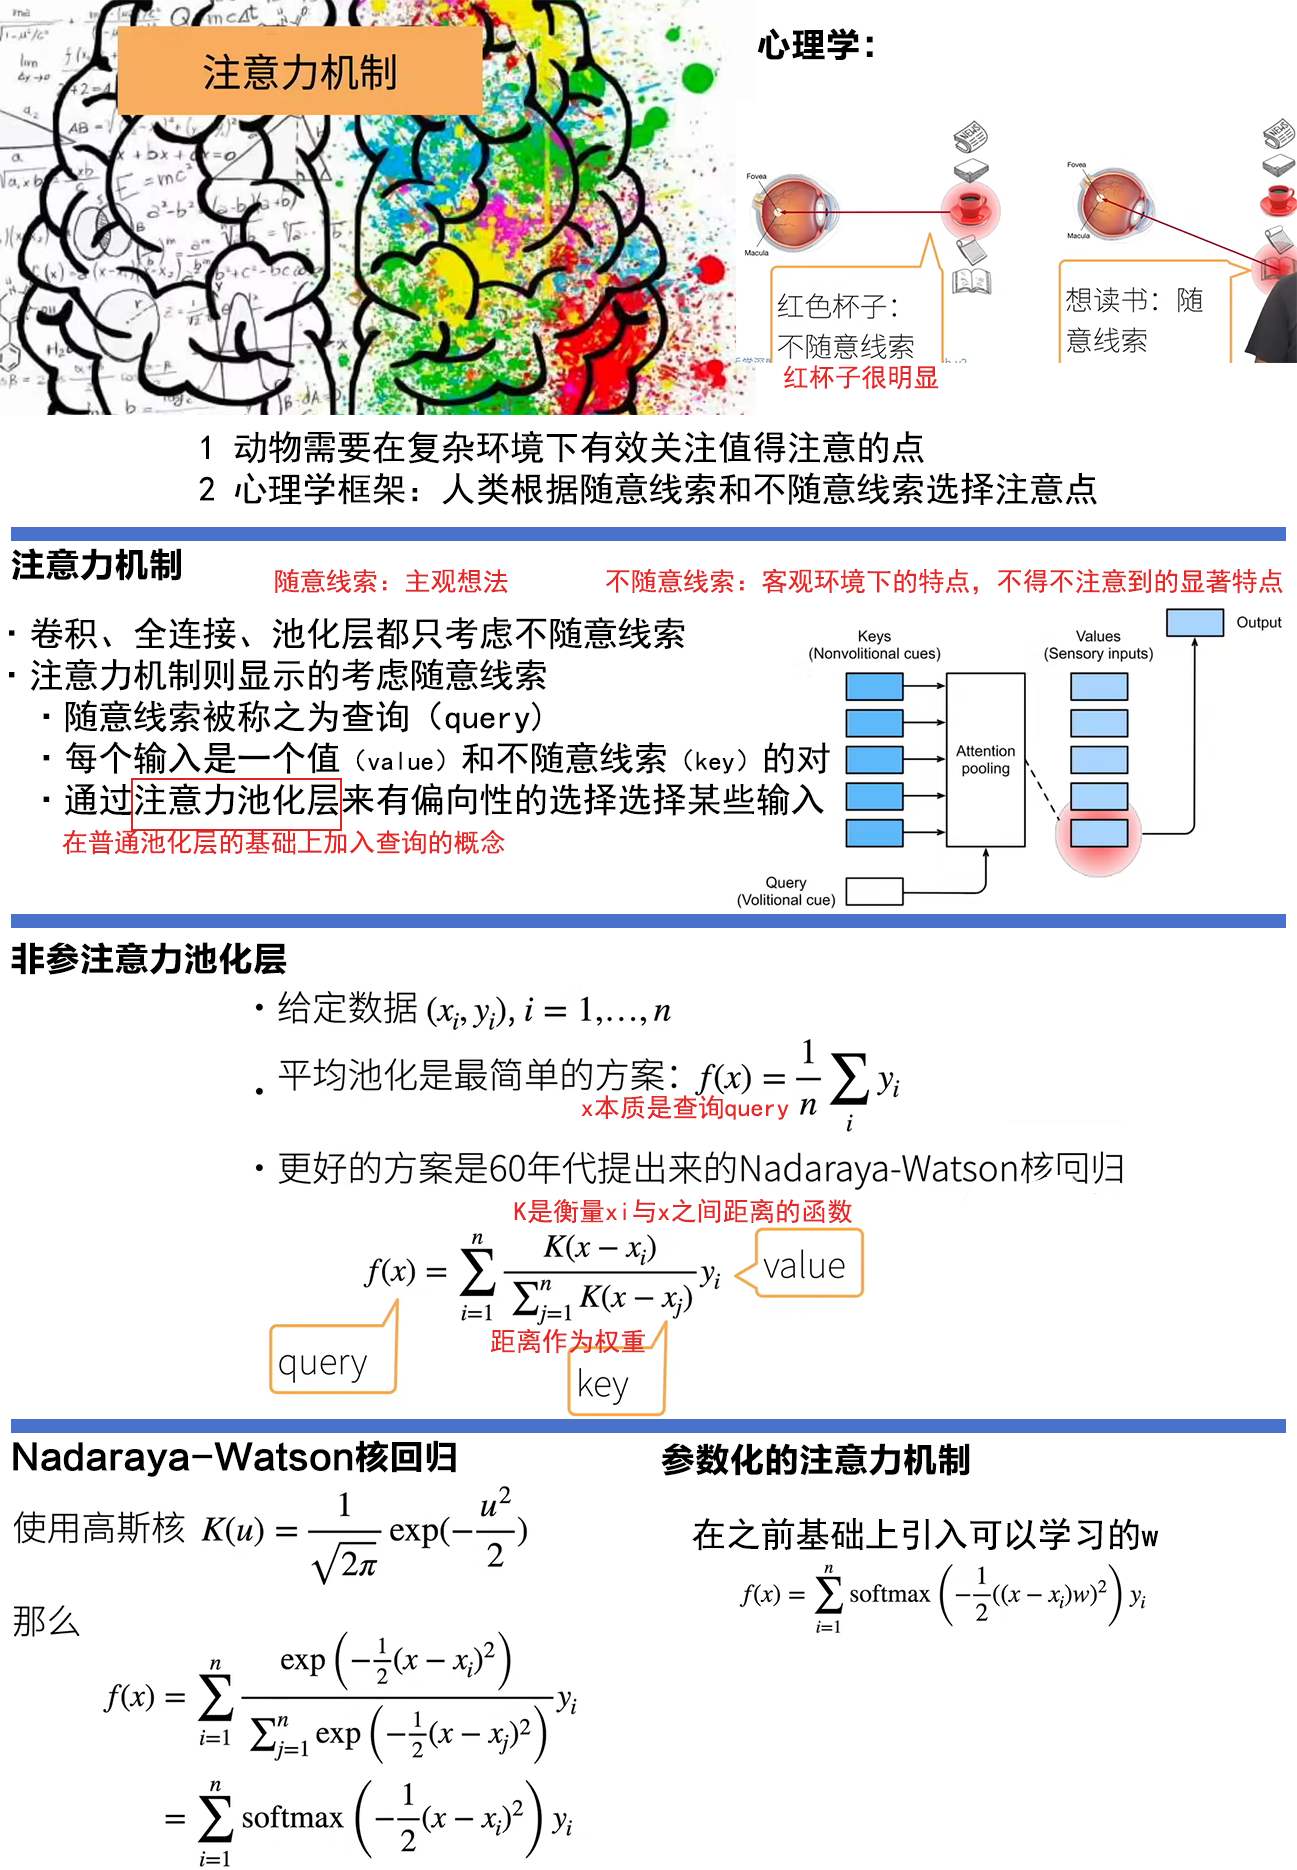 注意力机制
心理学：
Fovea
Macula
红色杯子：
不随意线索
红杯子很明显
Fovea
Macula
想读书：随
意线索
1 动物需要在复杂环境下有效关注值得注意的点
2 心理学框架：人类根据随意线索和不随意线索选择注意点
注意力机制
随意线索：主观想法
不随意线索：客观环境下的特点，不得不注意到的显著特点
· 卷积、全连接、池化层都只考虑不随意线索
· 注意力机制则显示的考虑随意线索
· 随意线索被称之为查询（query）
· 每个输入是一个值（value）和不随意线索（key）的对
· 通过注意力池化层来有偏向性的选择选择某些输入
在普通池化层的基础上加入查询的概念
Keys
(Nonvolitional cues)
Values
(Sensory inputs)
Output
Attention
pooling
Query
(Volitional cue)
非参注意力池化层
· 给定数据 (x_i, y_i), i = 1,…, n
· 平均池化是最简单的方案：f(x) = \frac{1}{n} \sum_i y_i
x本质是查询query
· 更好的方案是60年代提出来的Nadaraya-Watson核回归
K是衡量xi与x之间距离的函数
f(x) = \sum_{i=1}^{n} \frac{K(x − x_i)}{\sum_{j=1}^{n} K(x − x_j)} y_i
value
距离作为权重
query
key
Nadaraya-Watson核回归
使用高斯核 K(u) = \frac{1}{\sqrt{2π}} exp(−\frac{u^2}{2})
那么
f(x) = \sum_{i=1}^{n} \frac{exp(−\frac{1}{2}(x − x_i)^2)}{\sum_{j=1}^{n} exp(−\frac{1}{2}(x − x_j)^2)} y_i
= \sum_{i=1}^{n} softmax(−\frac{1}{2}(x − x_i)^2) y_i
参数化的注意力机制
在之前基础上引入可以学习的w
f(x) = \sum_{i=1}^{n} softmax(−\frac{1}{2}((x − x_i)w)^2) y_i